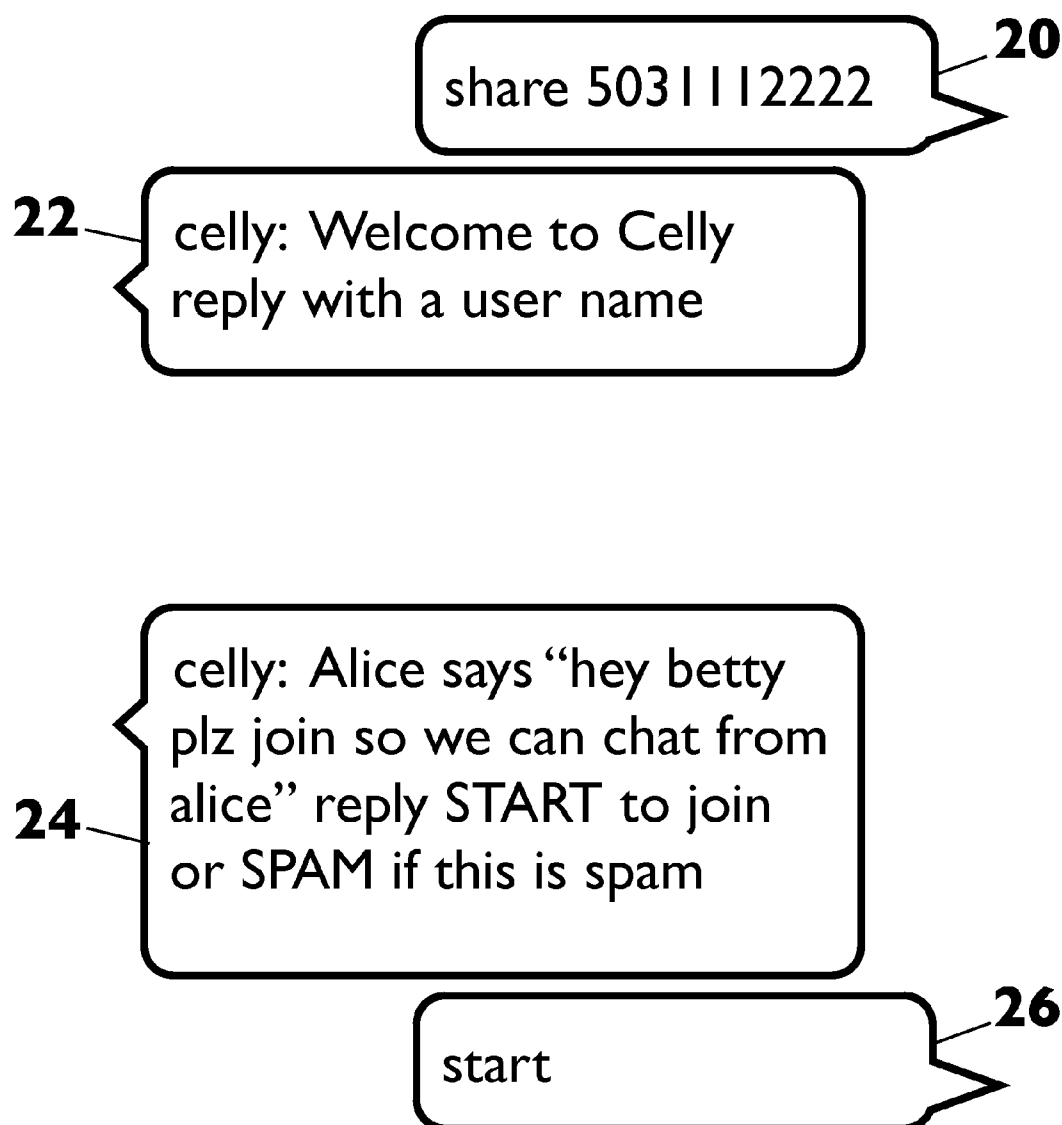 20
share 5031112222
22
celly: Welcome to Celly
reply with a user name
celly: Alice says “hey betty
plz join so we can chat from
alice” reply START to join
or SPAM if this is spam
24
26
start